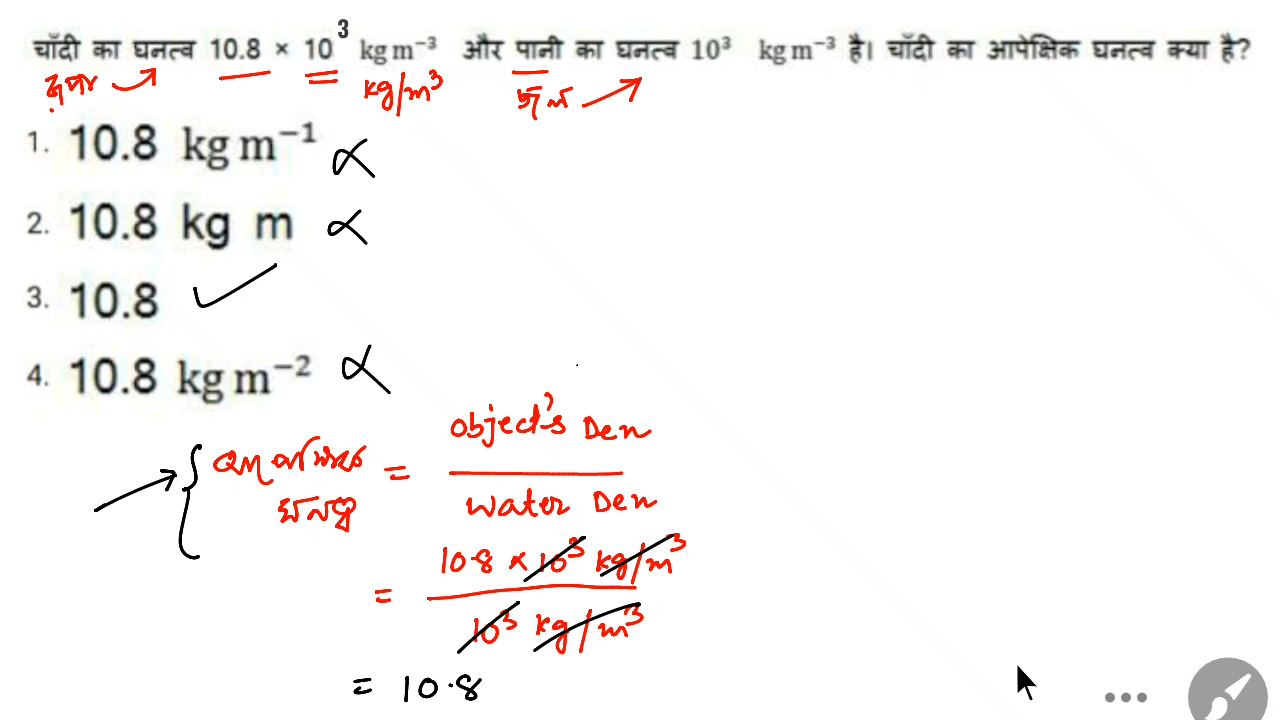 चाँदी का घनत्व 10.8 × 10³ kg m⁻³ और पानी का घनत्व 10³ kg m⁻³ है। चाँदी का आपेक्षिक घनत्व क्या है?
kg/m³
1. 10.8 kg m⁻¹
2. 10.8 kg m
3. 10.8
4. 10.8 kg m⁻²
object's Den
=
water Den
= 10.8 × 10³ kg/m³
10³ kg/m³
= 10.8